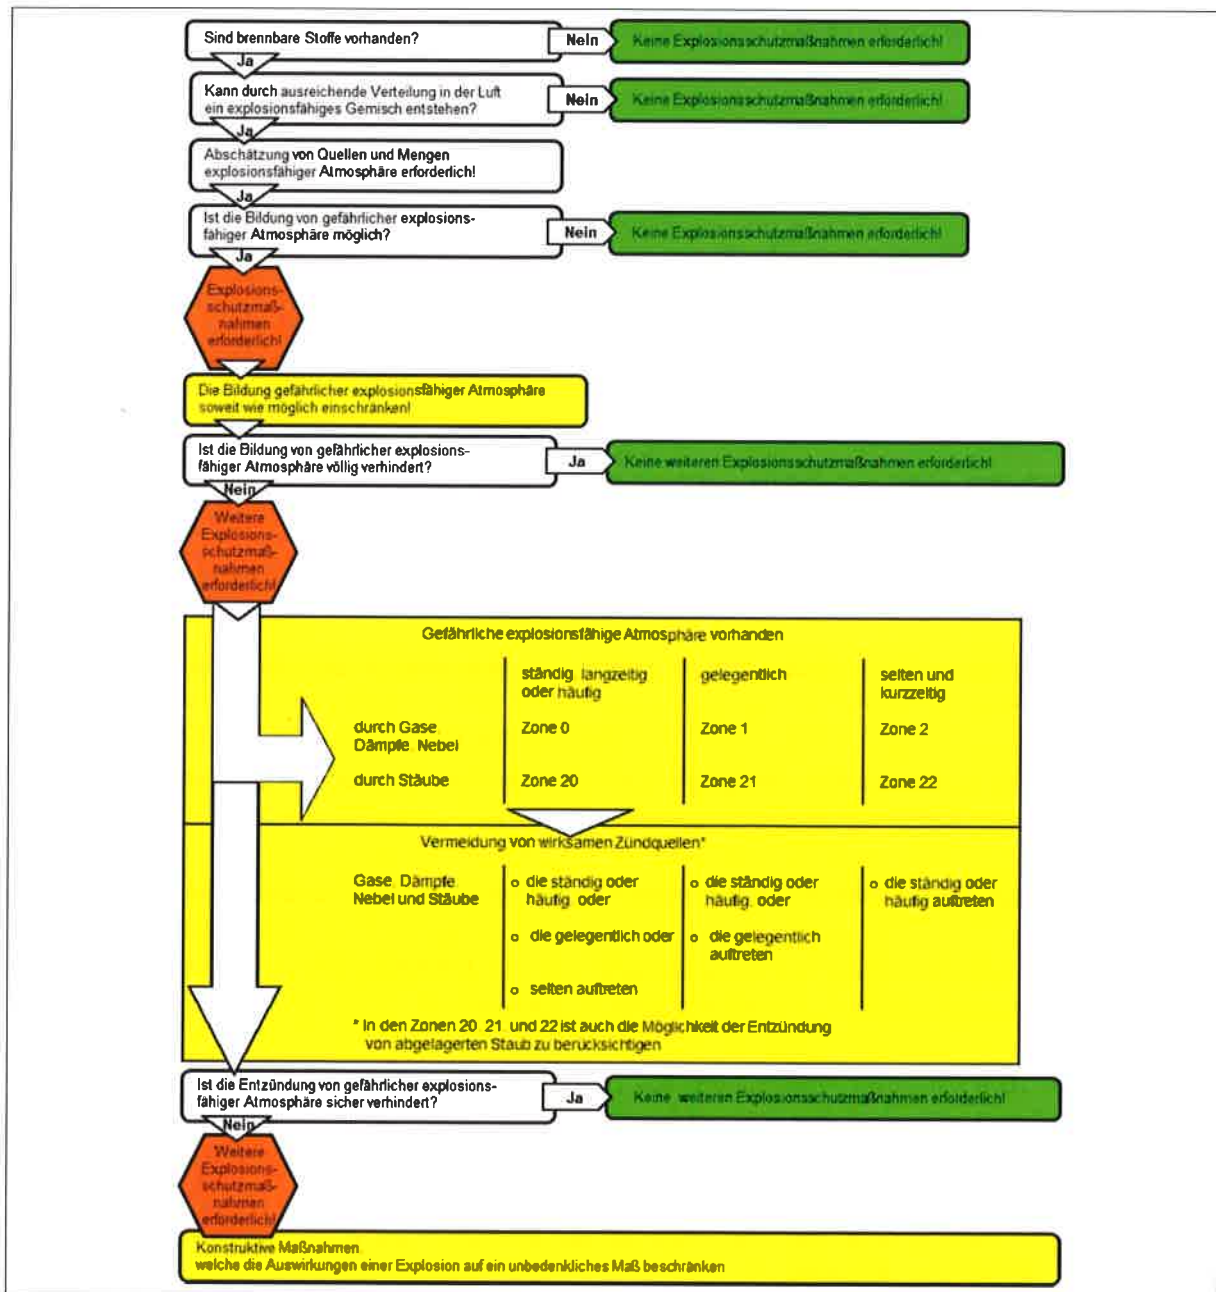 Sind brennbare Stoffe vorhanden?
Nein
Keine Explosionsschutzmaßnahmen erforderlich!
Ja
Kann durch ausreichende Verteilung in der Luft
ein explosionsfähiges Gemisch entstehen?
Nein
Keine Explosionsschutzmaßnahmen erforderlich!
Ja
Abschätzung von Quellen und Mengen
explosionsfähiger Atmosphäre erforderlich!
Ja
Ist die Bildung von gefährlicher explosions-
fähiger Atmosphäre möglich?
Nein
Keine Explosionsschutzmaßnahmen erforderlich!
Ja
Explosions-
schutzmaß-
nahmen
erforderlich!
Die Bildung gefährlicher explosionsfähiger Atmosphäre
soweit wie möglich einschränken!
Ist die Bildung von gefährlicher explosions-
fähiger Atmosphäre völlig verhindert?
Ja
Keine weiteren Explosionsschutzmaßnahmen erforderlich!
Nein
Weitere
Explosions-
schutzmaß-
nahmen
erforderlich!
Gefährliche explosionsfähige Atmosphäre vorhanden
ständig, langzeitig
oder häufig
gelegentlich
selten und
kurzzeitig
durch Gase,
Dämpfe, Nebel
Zone 0
Zone 1
Zone 2
durch Stäube
Zone 20
Zone 21
Zone 22
Vermeidung von wirksamen Zündquellen*
Gase, Dämpfe,
Nebel und Stäube
o die ständig oder
häufig, oder
o die gelegentlich oder
o selten auftreten
o die ständig oder
häufig, oder
o die gelegentlich
auftreten
o die ständig oder
häufig auftreten
* In den Zonen 20, 21, und 22 ist auch die Möglichkeit der Entzündung
von abgelagerten Staub zu berücksichtigen
Ist die Entzündung von gefährlicher explosions-
fähiger Atmosphäre sicher verhindert?
Ja
Keine weiteren Explosionsschutzmaßnahmen erforderlich!
Nein
Weitere
Explosions-
schutzmaß-
nahmen
erforderlich!
Konstruktive Maßnahmen,
welche die Auswirkungen einer Explosion auf ein unbedenkliches Maß beschränken